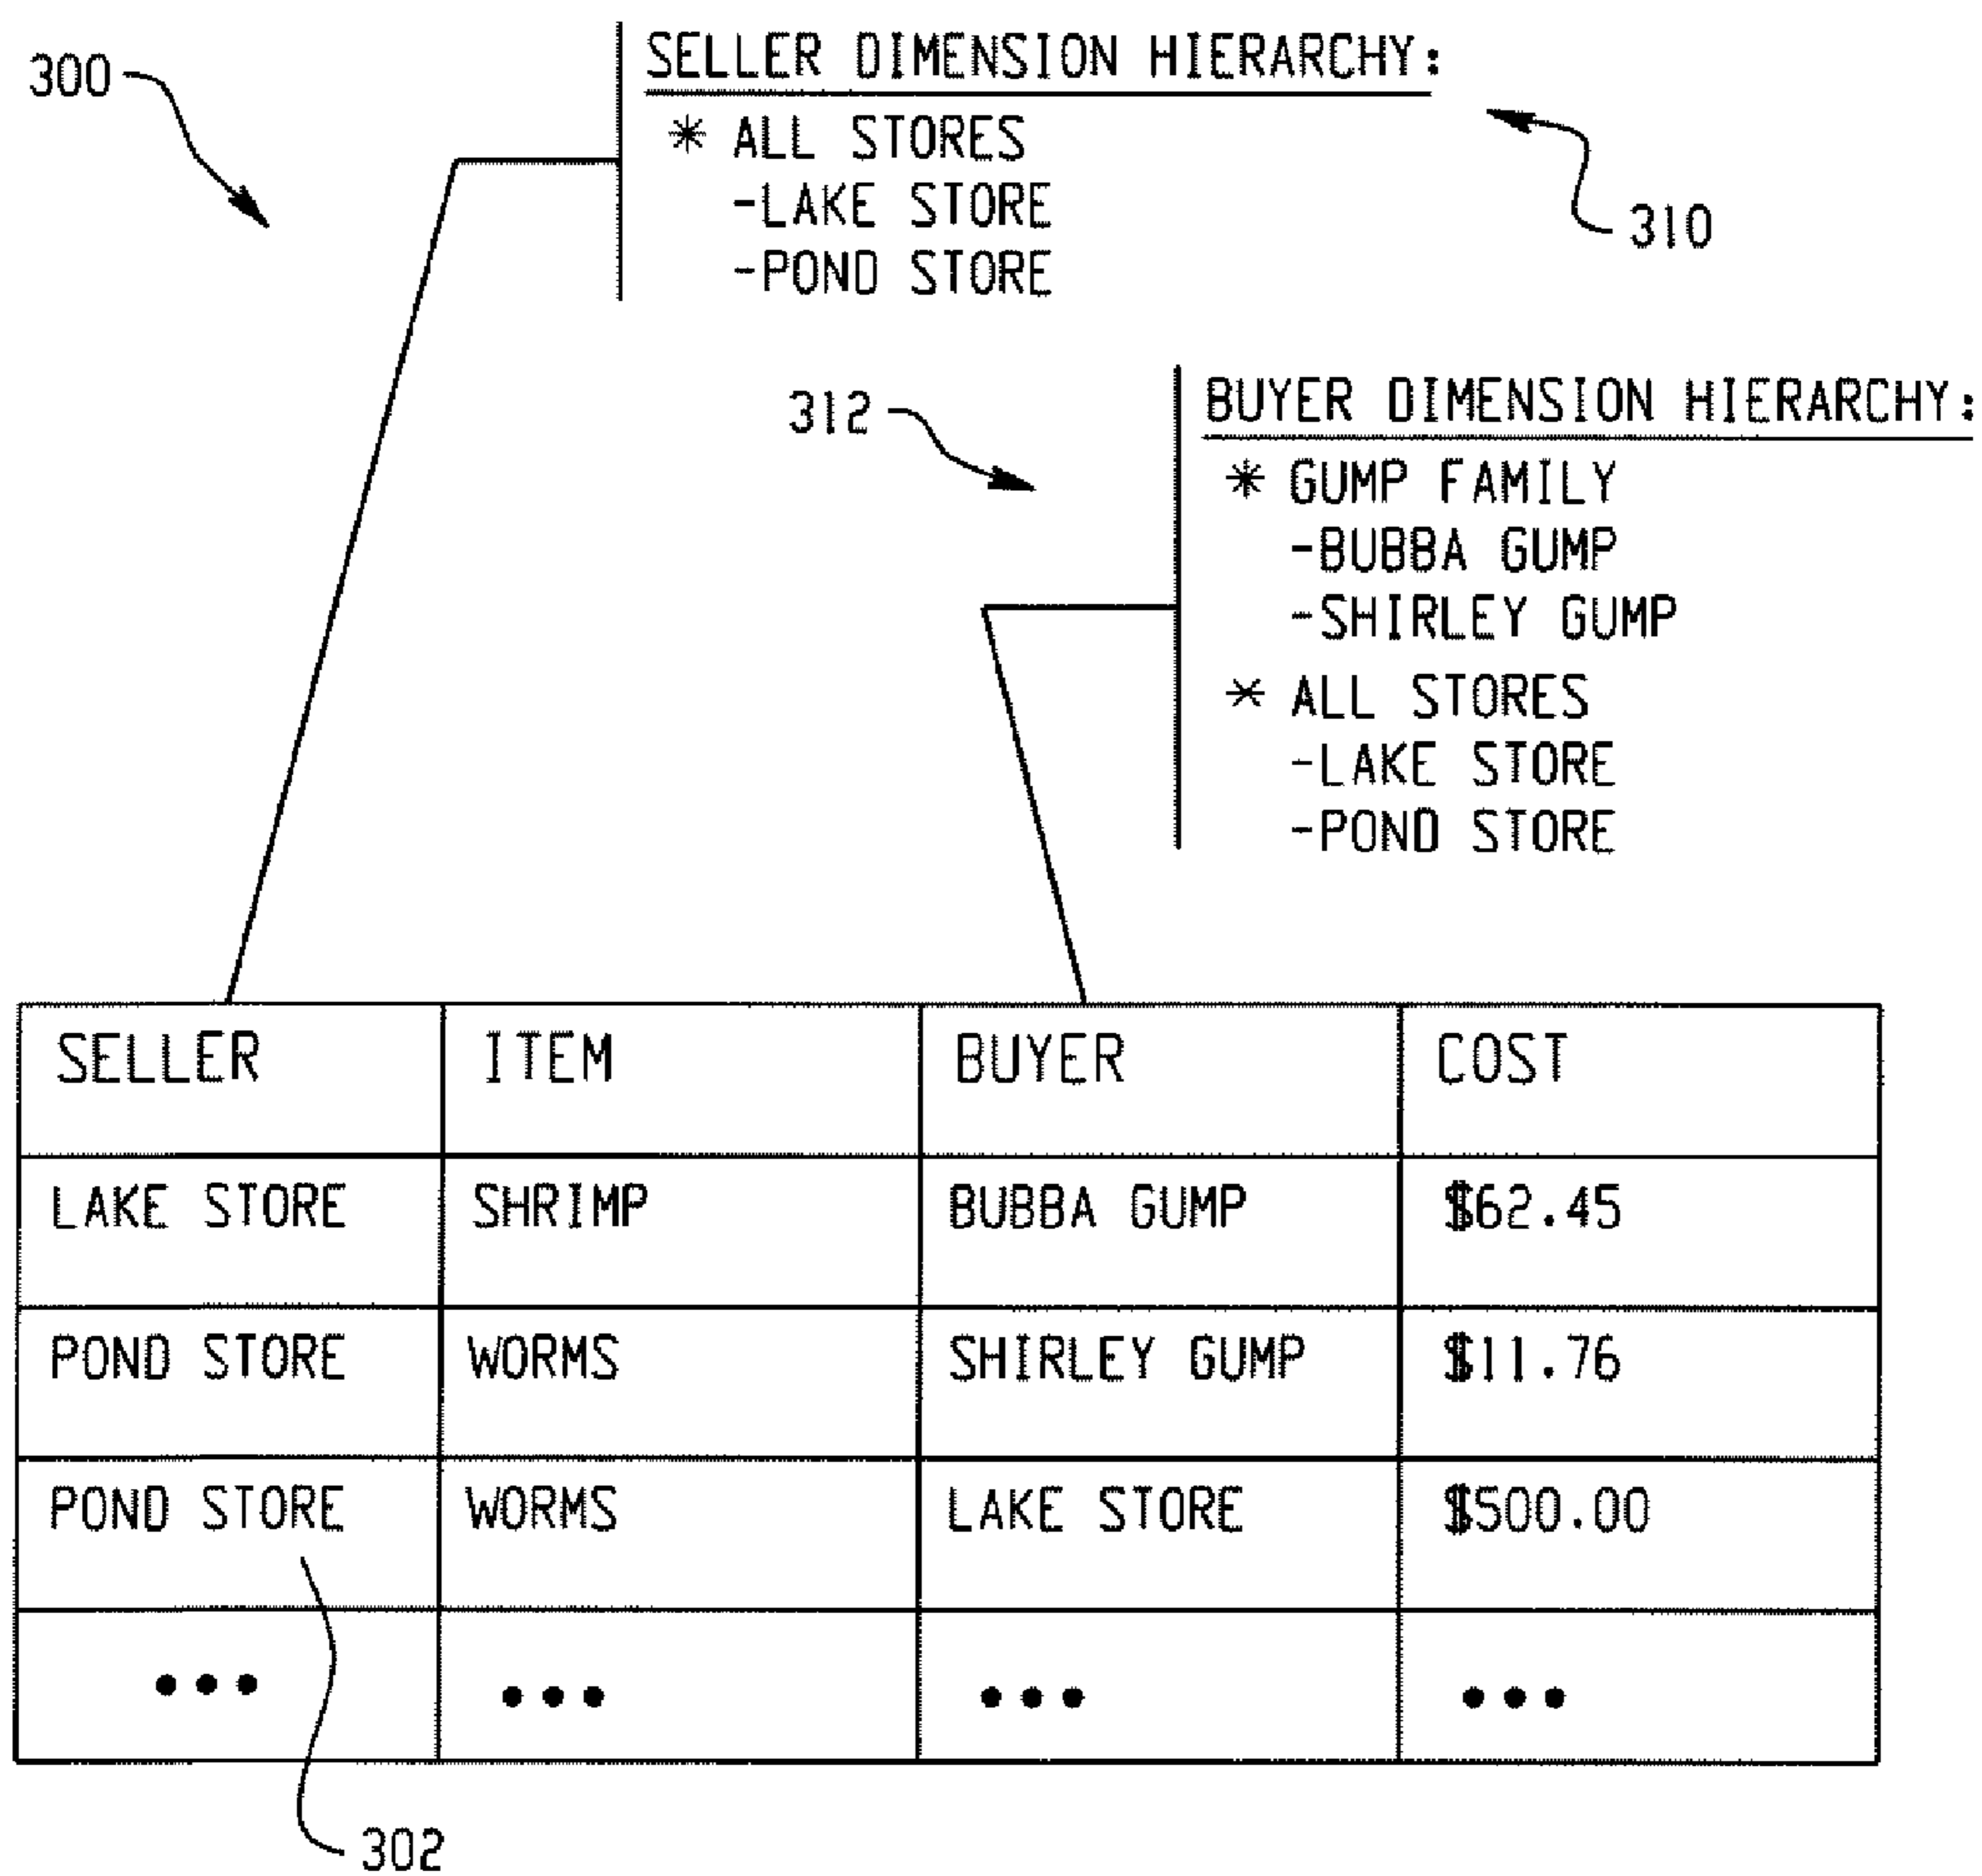 300
SELLER DIMENSION HIERARCHY:
* ALL STORES
-LAKE STORE
-POND STORE
310
312
BUYER DIMENSION HIERARCHY:
* GUMP FAMILY
-BUBBA GUMP
-SHIRLEY GUMP
* ALL STORES
-LAKE STORE
-POND STORE
SELLER ITEM BUYER COST
LAKE STORE SHRIMP BUBBA GUMP $62.45
POND STORE WORMS SHIRLEY GUMP $11.76
POND STORE WORMS LAKE STORE $500.00
••• ••• ••• •••
302